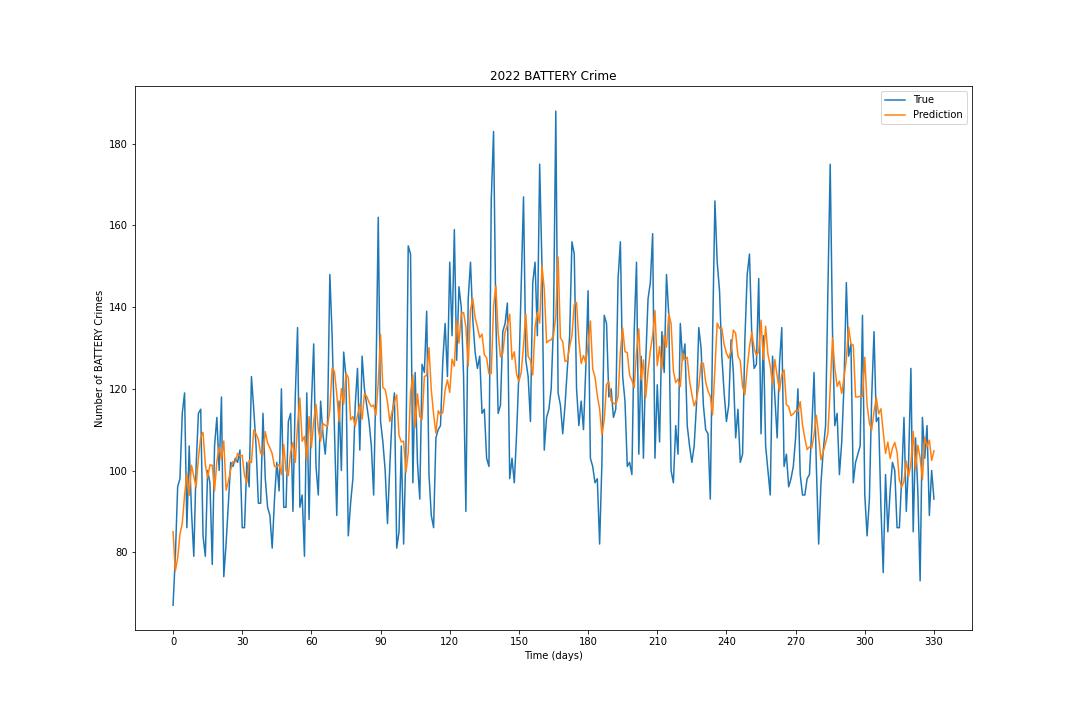 2022 BATTERY Crime
True
Prediction
Number of BATTERY Crimes
180
160
140
120
100
80
0 30 60 90 120 150 180 210 240 270 300 330
Time (days)